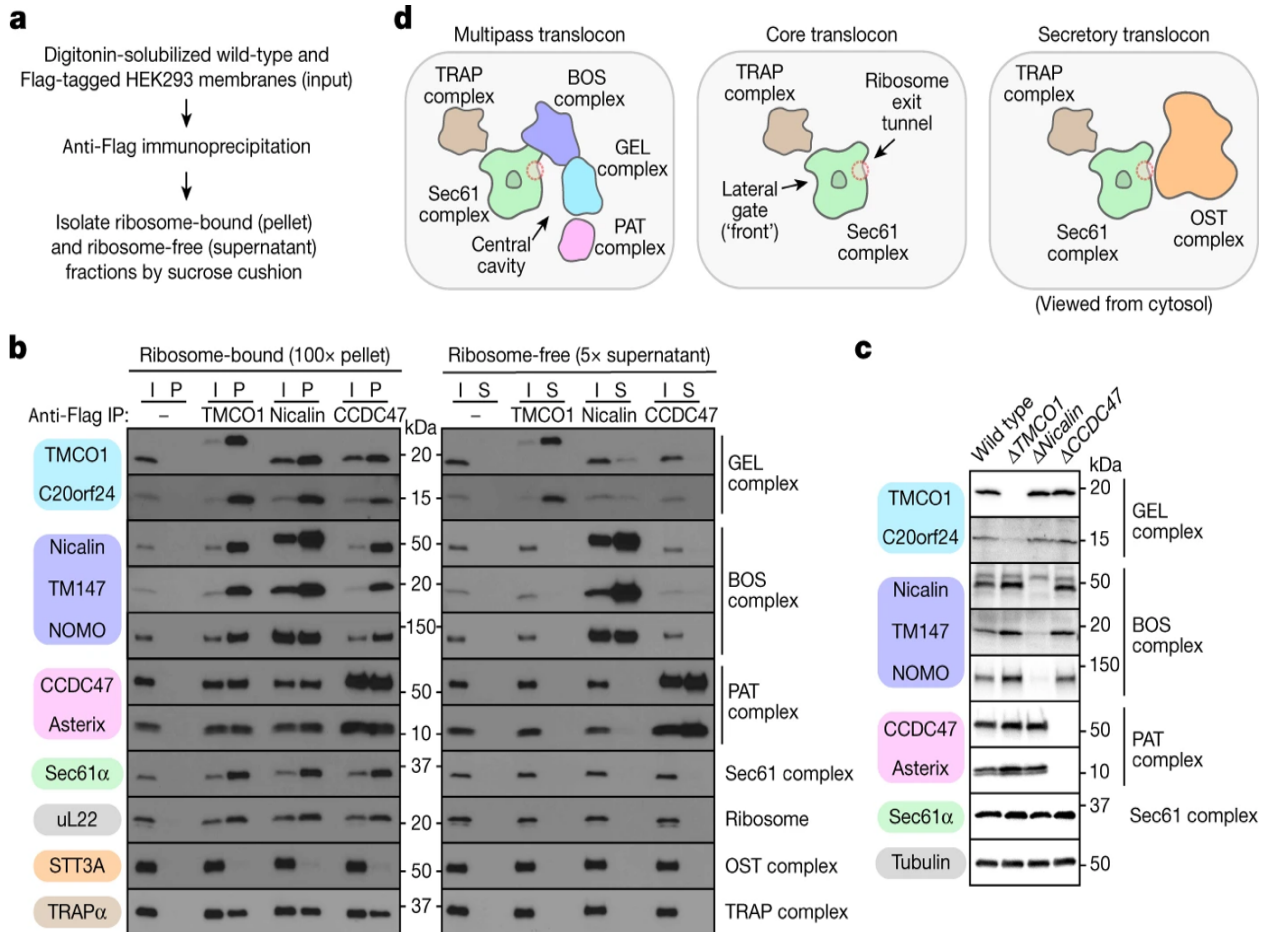 a
Digitonin-solubilized wild-type and
Flag-tagged HEK293 membranes (input)
Anti-Flag immunoprecipitation
Isolate ribosome-bound (pellet)
and ribosome-free (supernatant)
fractions by sucrose cushion
d
Multipass translocon
TRAP
complex
BOS
complex
GEL
complex
Sec61
complex
PAT
complex
Central
cavity
Core translocon
TRAP
complex
Ribosome
exit
tunnel
Lateral
gate
(‘front’)
Sec61
complex
Secretory translocon
TRAP
complex
Sec61
complex
OST
complex
(Viewed from cytosol)
b
Ribosome-bound (100× pellet)
Ribosome-free (5× supernatant)
I P I P I P I P
I S I S I S I S
Anti-Flag IP: – TMCO1 Nicalin CCDC47
– TMCO1 Nicalin CCDC47
kDa
TMCO1
20
C20orf24
15
GEL
complex
Nicalin
50
TM147
20
NOMO
150
BOS
complex
CCDC47
50
Asterix
10
PAT
complex
Sec61α
37
Sec61 complex
uL22
20
Ribosome
STT3A
50
OST complex
TRAPα
37
TRAP complex
c
Wild type
ΔTMCO1
ΔNicalin
ΔCCDC47
kDa
TMCO1
20
C20orf24
15
GEL
complex
Nicalin
50
TM147
20
NOMO
150
BOS
complex
CCDC47
50
Asterix
10
PAT
complex
Sec61α
37
Sec61 complex
Tubulin
50